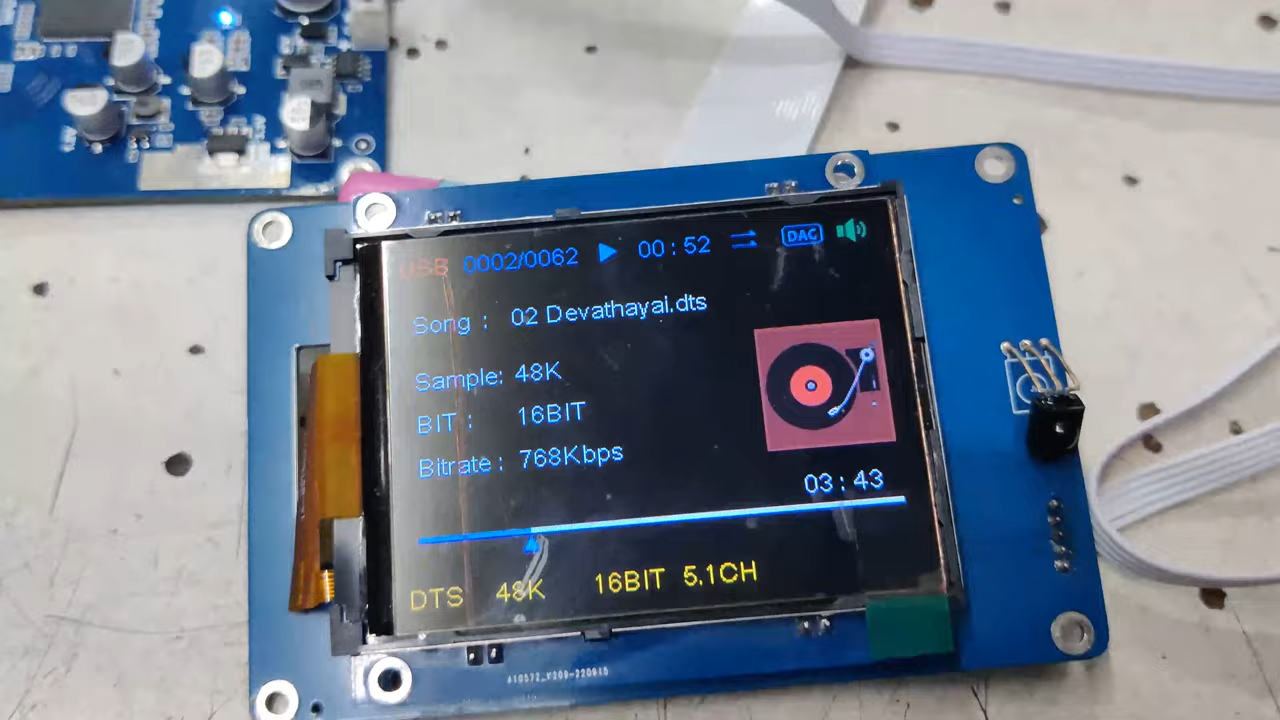 USB 0002/0062 00:52 DAC
Song : 02 Devathayai.dts
Sample: 48K
BIT : 16BIT
Bitrate : 768Kbps
03:43
DTS 48K 16BIT 5.1CH